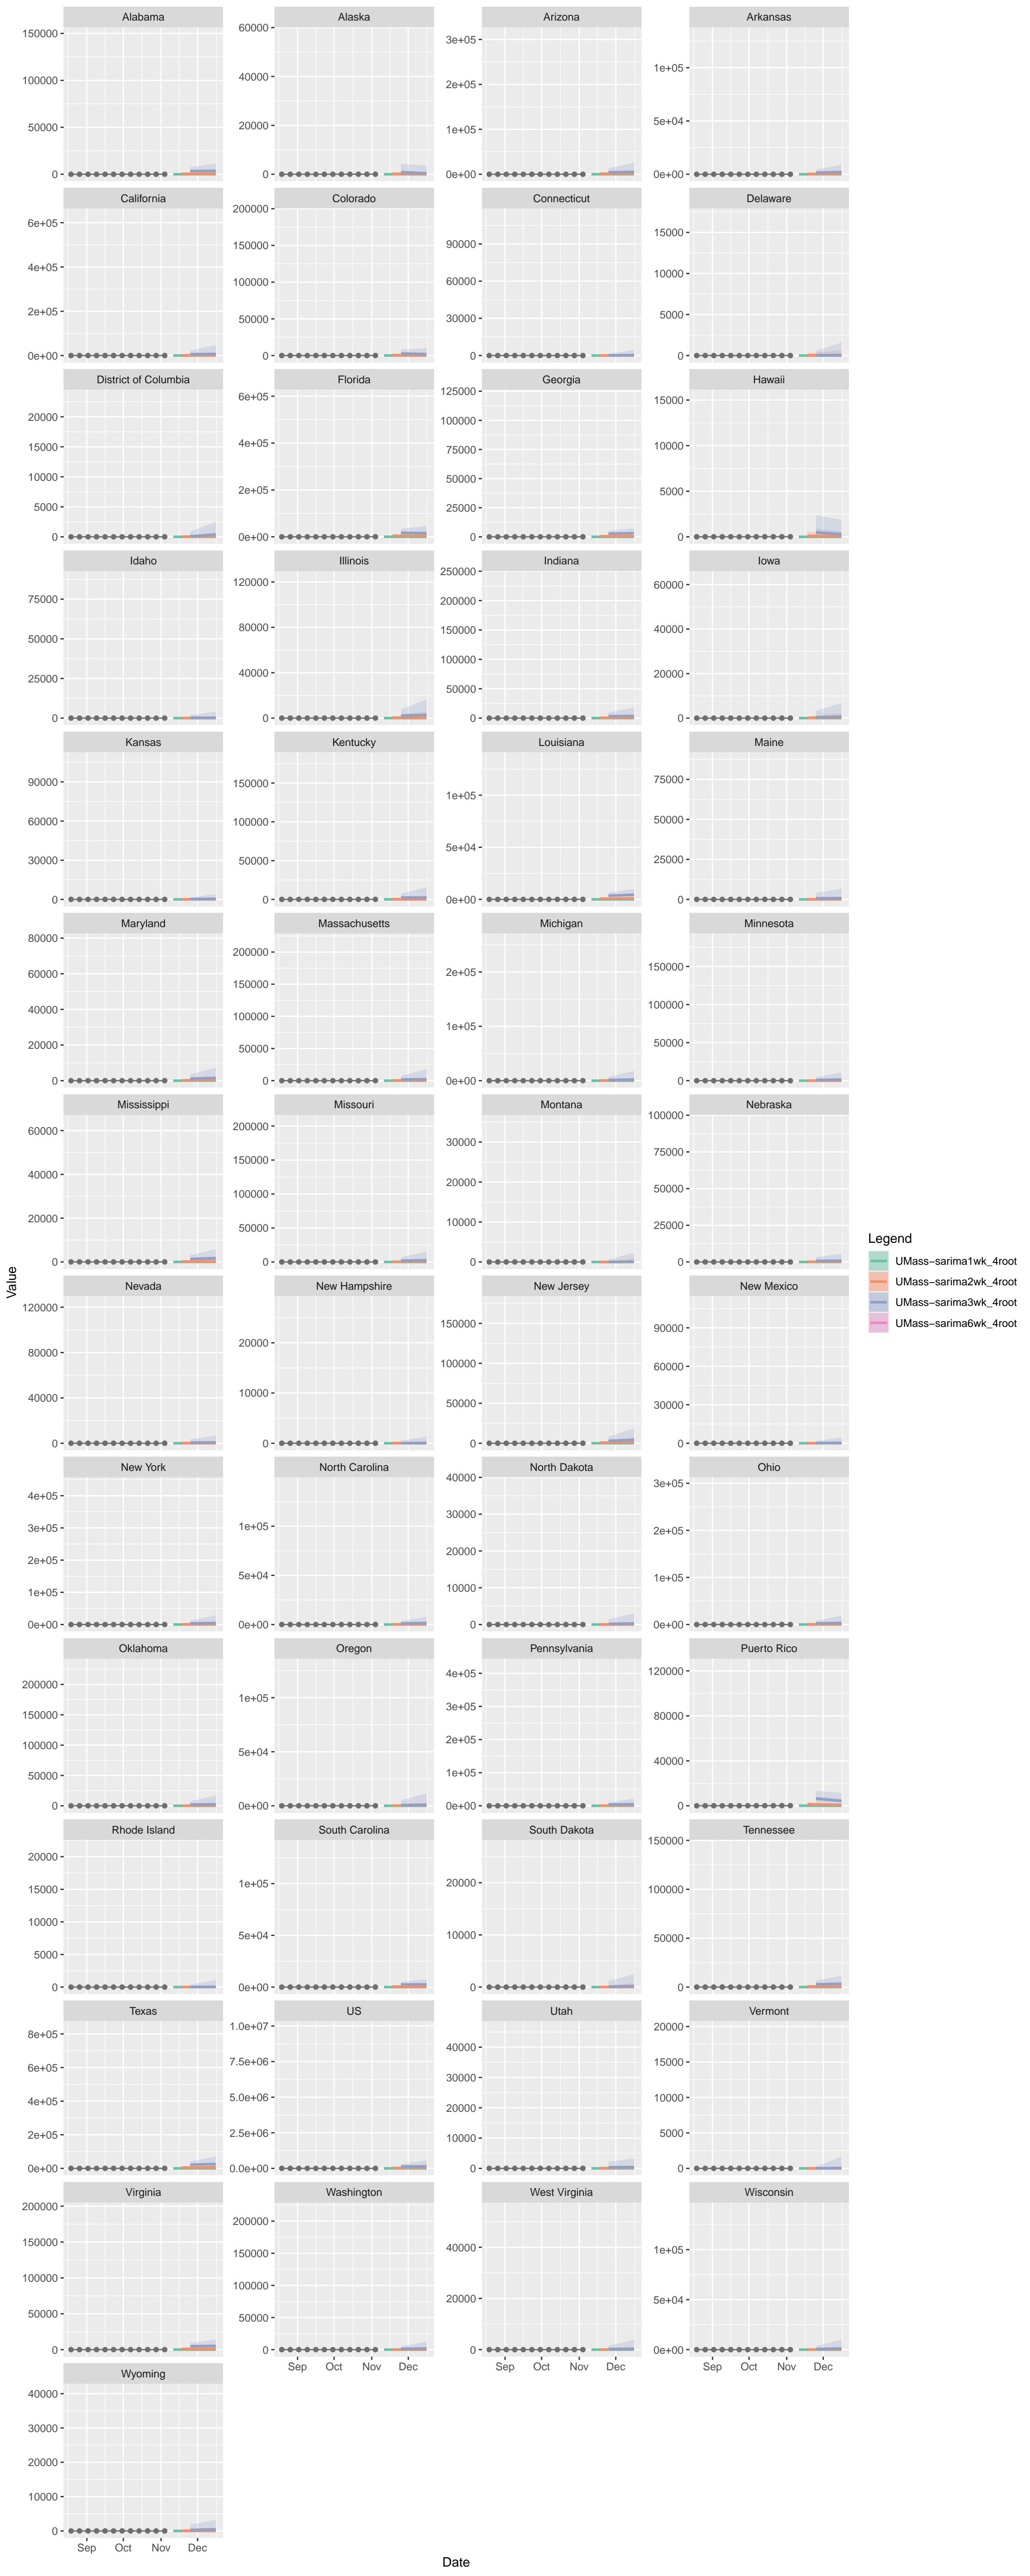 Alabama
Alaska
Arizona
Arkansas
150000
100000
50000
0
60000
40000
20000
0
3e+05
2e+05
1e+05
0e+00
1e+05
5e+04
0e+00
California
Colorado
Connecticut
Delaware
6e+05
4e+05
2e+05
0e+00
200000
150000
100000
50000
0
90000
60000
30000
0
15000
10000
5000
0
District of Columbia
Florida
Georgia
Hawaii
20000
15000
10000
5000
0
6e+05
4e+05
2e+05
0e+00
125000
100000
75000
50000
25000
0
15000
10000
5000
0
Idaho
Illinois
Indiana
Iowa
75000
50000
25000
0
120000
80000
40000
0
250000
200000
150000
100000
50000
0
60000
40000
20000
0
Kansas
Kentucky
Louisiana
Maine
90000
60000
30000
0
150000
100000
50000
0
1e+05
5e+04
0e+00
75000
50000
25000
0
Maryland
Massachusetts
Michigan
Minnesota
80000
60000
40000
20000
0
200000
150000
100000
50000
0
2e+05
1e+05
0e+00
150000
100000
50000
0
Mississippi
Missouri
Montana
Nebraska
60000
40000
20000
0
200000
150000
100000
50000
0
30000
20000
10000
0
100000
75000
50000
25000
0
Nevada
New Hampshire
New Jersey
New Mexico
120000
80000
40000
0
20000
10000
0
150000
100000
50000
0
90000
60000
30000
0
New York
North Carolina
North Dakota
Ohio
4e+05
3e+05
2e+05
1e+05
0e+00
1e+05
5e+04
0e+00
40000
30000
20000
10000
0
3e+05
2e+05
1e+05
0e+00
Oklahoma
Oregon
Pennsylvania
Puerto Rico
200000
150000
100000
50000
0
1e+05
5e+04
0e+00
4e+05
3e+05
2e+05
1e+05
0e+00
120000
80000
40000
0
Rhode Island
South Carolina
South Dakota
Tennessee
20000
15000
10000
5000
0
1e+05
5e+04
0e+00
20000
10000
0
150000
100000
50000
0
Texas
US
Utah
Vermont
8e+05
6e+05
4e+05
2e+05
0e+00
1.0e+07
7.5e+06
5.0e+06
2.5e+06
0.0e+00
40000
30000
20000
10000
0
20000
15000
10000
5000
0
Virginia
Washington
West Virginia
Wisconsin
200000
150000
100000
50000
0
200000
150000
100000
50000
0
40000
20000
0
1e+05
5e+04
0e+00
Sep Oct Nov Dec
Sep Oct Nov Dec
Sep Oct Nov Dec
Wyoming
40000
30000
20000
10000
0
Sep Oct Nov Dec
Date
Value
Legend
UMass−sarima1wk_4root
UMass−sarima2wk_4root
UMass−sarima3wk_4root
UMass−sarima6wk_4root